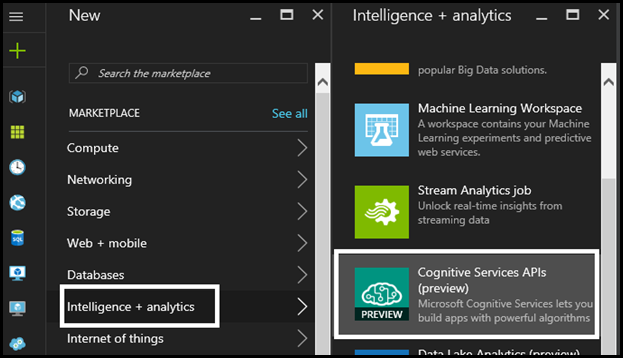 New
Search the marketplace
MARKETPLACE
See all
Compute
Networking
Storage
Web + mobile
Databases
Intelligence + analytics
Internet of things
Intelligence + analytics
popular Big Data solutions.
Machine Learning Workspace
A workspace contains your Machine
Learning experiments and predictive
web services.
Stream Analytics job
Unlock real-time insights from
streaming data
Cognitive Services APIs
(preview)
PREVIEW
Microsoft Cognitive Services lets you
build apps with powerful algorithms
Data Lake Analytics (preview)
SQL